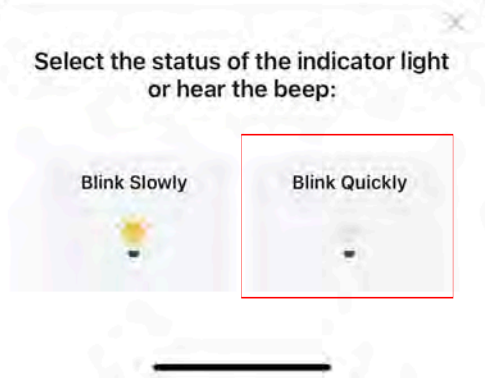 Select the status of the indicator light
or hear the beep:
Blink Slowly
Blink Quickly